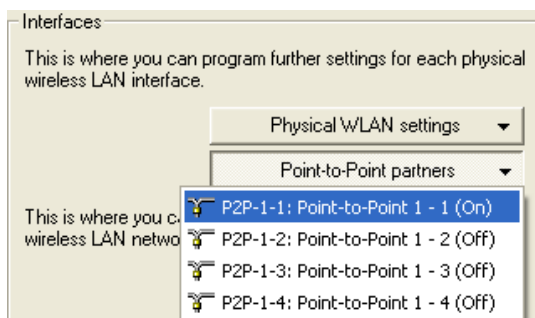 Interfaces
This is where you can program further settings for each physical
wireless LAN interface.
Physical WLAN settings
Point-to-Point partners
P2P-1-1: Point-to-Point 1 - 1 (On)
This is where you
wireless LAN
P2P-1-2: Point-to-Point 1 - 2 (Off)
P2P-1-3: Point-to-Point 1 - 3 (Off)
P2P-1-4: Point-to-Point 1 - 4 (Off)